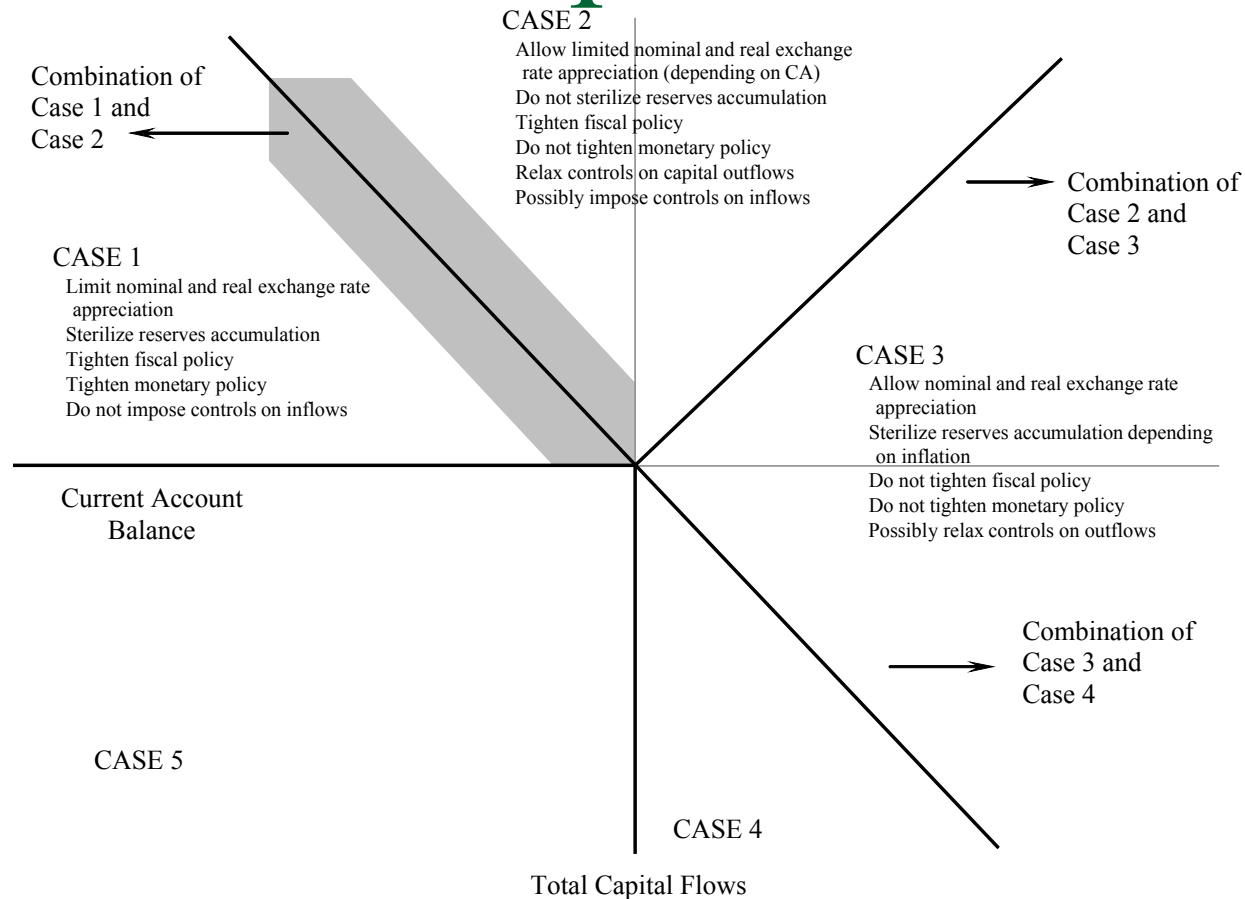 CASE 2
Allow limited nominal and real exchange
rate appreciation (depending on CA)
Do not sterilize reserves accumulation
Tighten fiscal policy
Do not tighten monetary policy
Relax controls on capital outflows
Possibly impose controls on inflows
Combination of
Case 1 and
Case 2
Combination of
Case 2 and
Case 3
CASE 1
Limit nominal and real exchange rate
appreciation
Sterilize reserves accumulation
Tighten fiscal policy
Tighten monetary policy
Do not impose controls on inflows
CASE 3
Allow nominal and real exchange rate
appreciation
Sterilize reserves accumulation depending
on inflation
Do not tighten fiscal policy
Do not tighten monetary policy
Possibly relax controls on outflows
Current Account
Balance
Combination of
Case 3 and
Case 4
CASE 5
CASE 4
Total Capital Flows